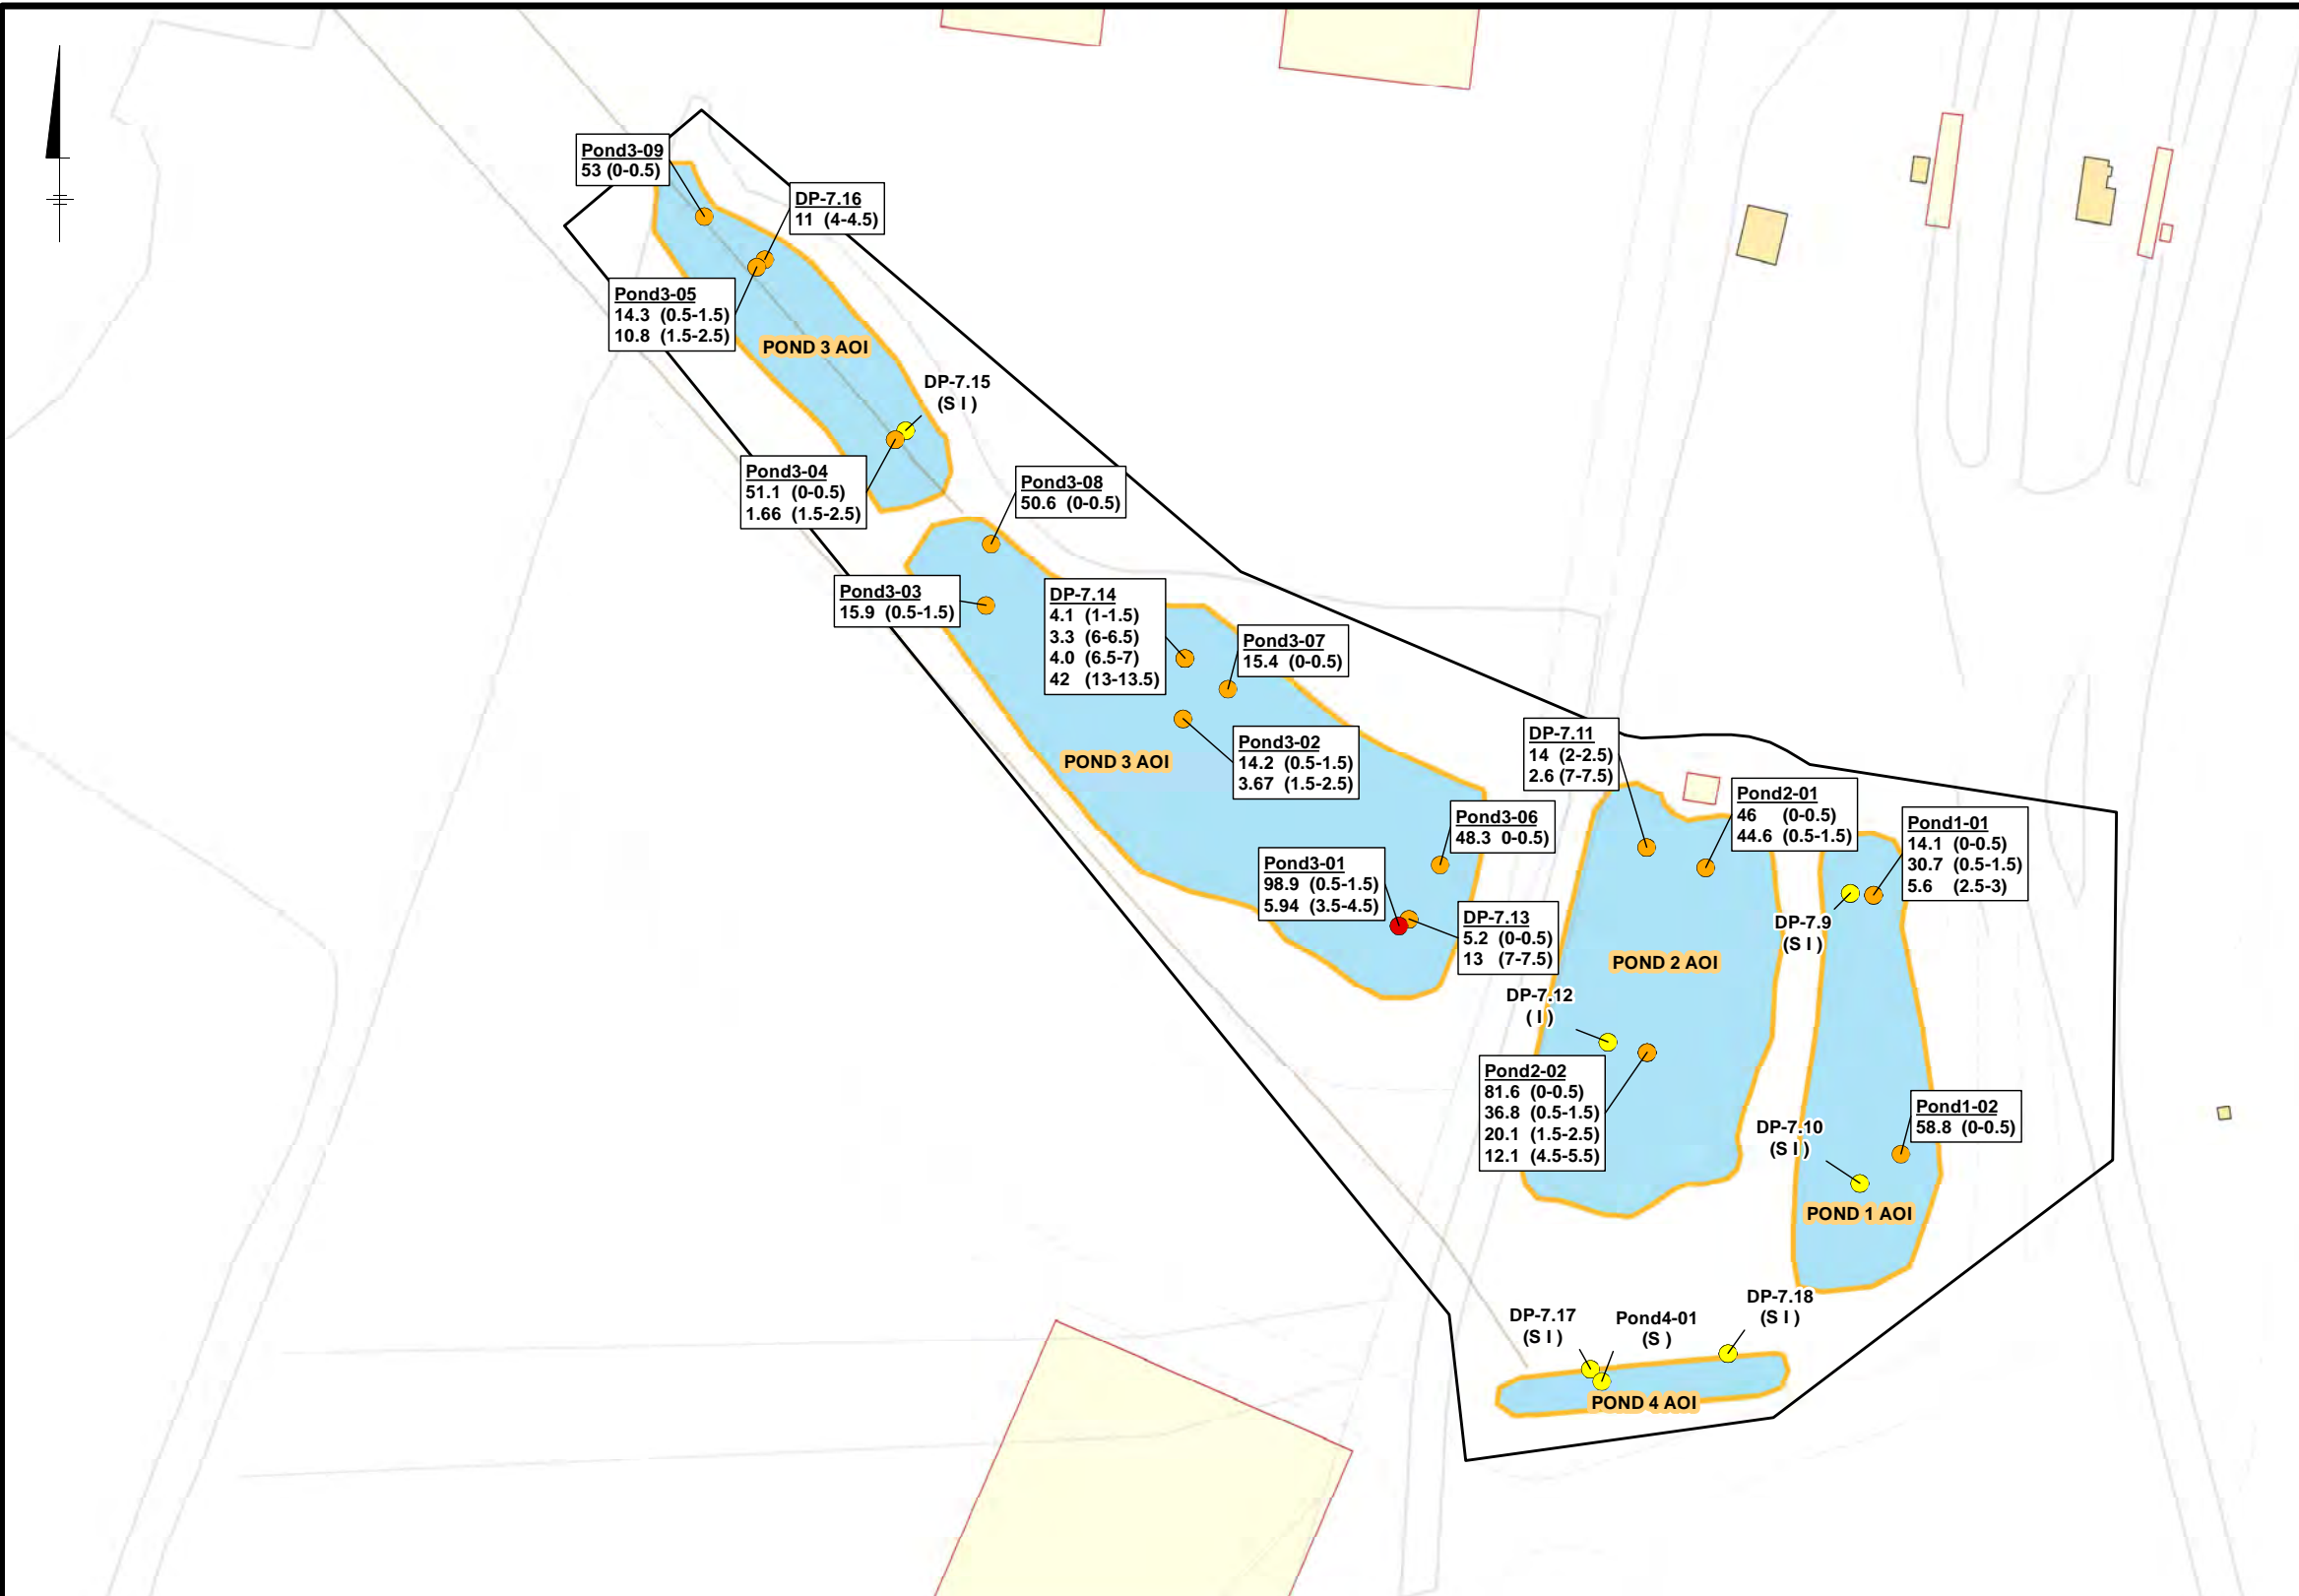 Pond3-09
53 (0-0.5)
DP-7.16
11 (4-4.5)
Pond3-05
14.3 (0.5-1.5)
10.8 (1.5-2.5)
POND 3 AOI
DP-7.15
(S I )
Pond3-04
51.1 (0-0.5)
1.66 (1.5-2.5)
Pond3-08
50.6 (0-0.5)
Pond3-03
15.9 (0.5-1.5)
DP-7.14
4.1 (1-1.5)
3.3 (6-6.5)
4.0 (6.5-7)
42 (13-13.5)
Pond3-07
15.4 (0-0.5)
POND 3 AOI
Pond3-02
14.2 (0.5-1.5)
3.67 (1.5-2.5)
DP-7.11
14 (2-2.5)
2.6 (7-7.5)
Pond2-01
46 (0-0.5)
44.6 (0.5-1.5)
Pond1-01
14.1 (0-0.5)
30.7 (0.5-1.5)
5.6 (2.5-3)
Pond3-06
48.3 0-0.5)
Pond3-01
98.9 (0.5-1.5)
5.94 (3.5-4.5)
DP-7.13
5.2 (0-0.5)
13 (7-7.5)
DP-7.9
(S I )
POND 2 AOI
DP-7.12
( I )
Pond2-02
81.6 (0-0.5)
36.8 (0.5-1.5)
20.1 (1.5-2.5)
12.1 (4.5-5.5)
Pond1-02
58.8 (0-0.5)
DP-7.10
(S I )
POND 1 AOI
DP-7.17
(S I )
Pond4-01
(S )
DP-7.18
(S I )
POND 4 AOI